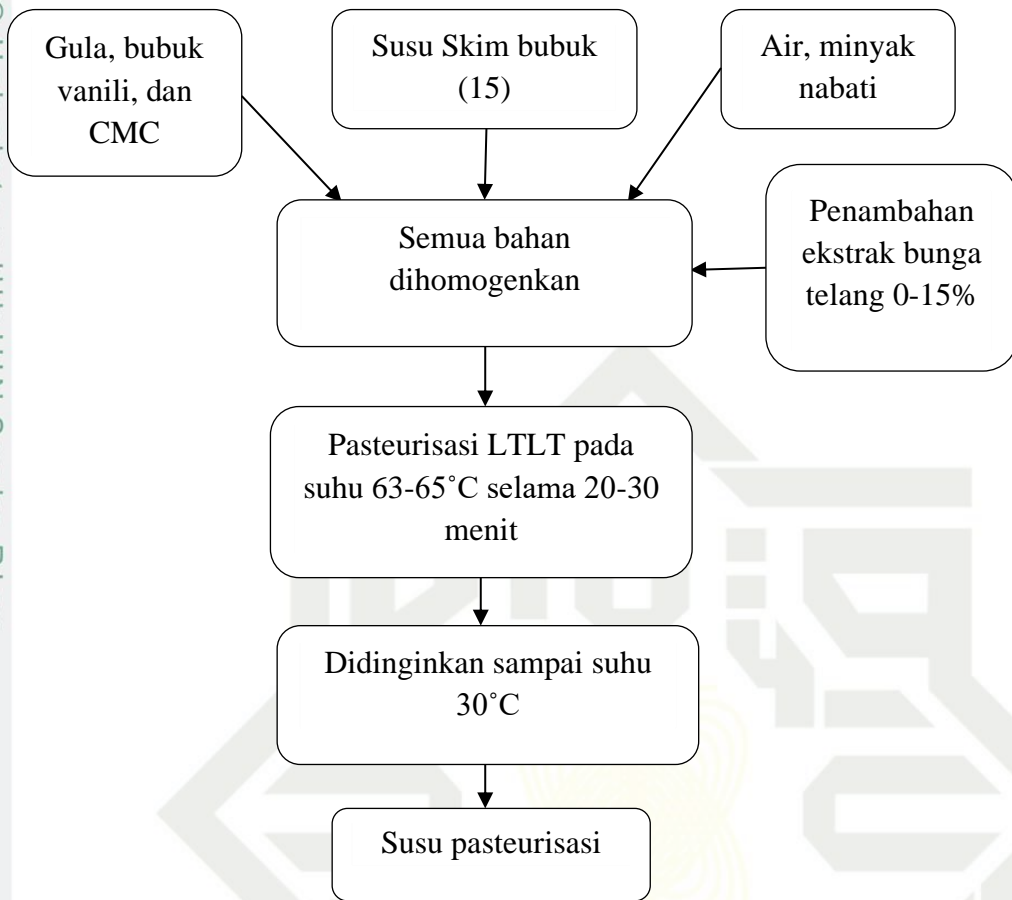 Gula, bubuk
vanili, dan
CMC
Susu Skim bubuk
(15)
Air, minyak
nabati
Penambahan
ekstrak bunga
telang 0-15%
Semua bahan
dihomogenkan
Pasteurisasi LTLT pada
suhu 63-65˚C selama 20-30
menit
Didinginkan sampai suhu
30˚C
Susu pasteurisasi